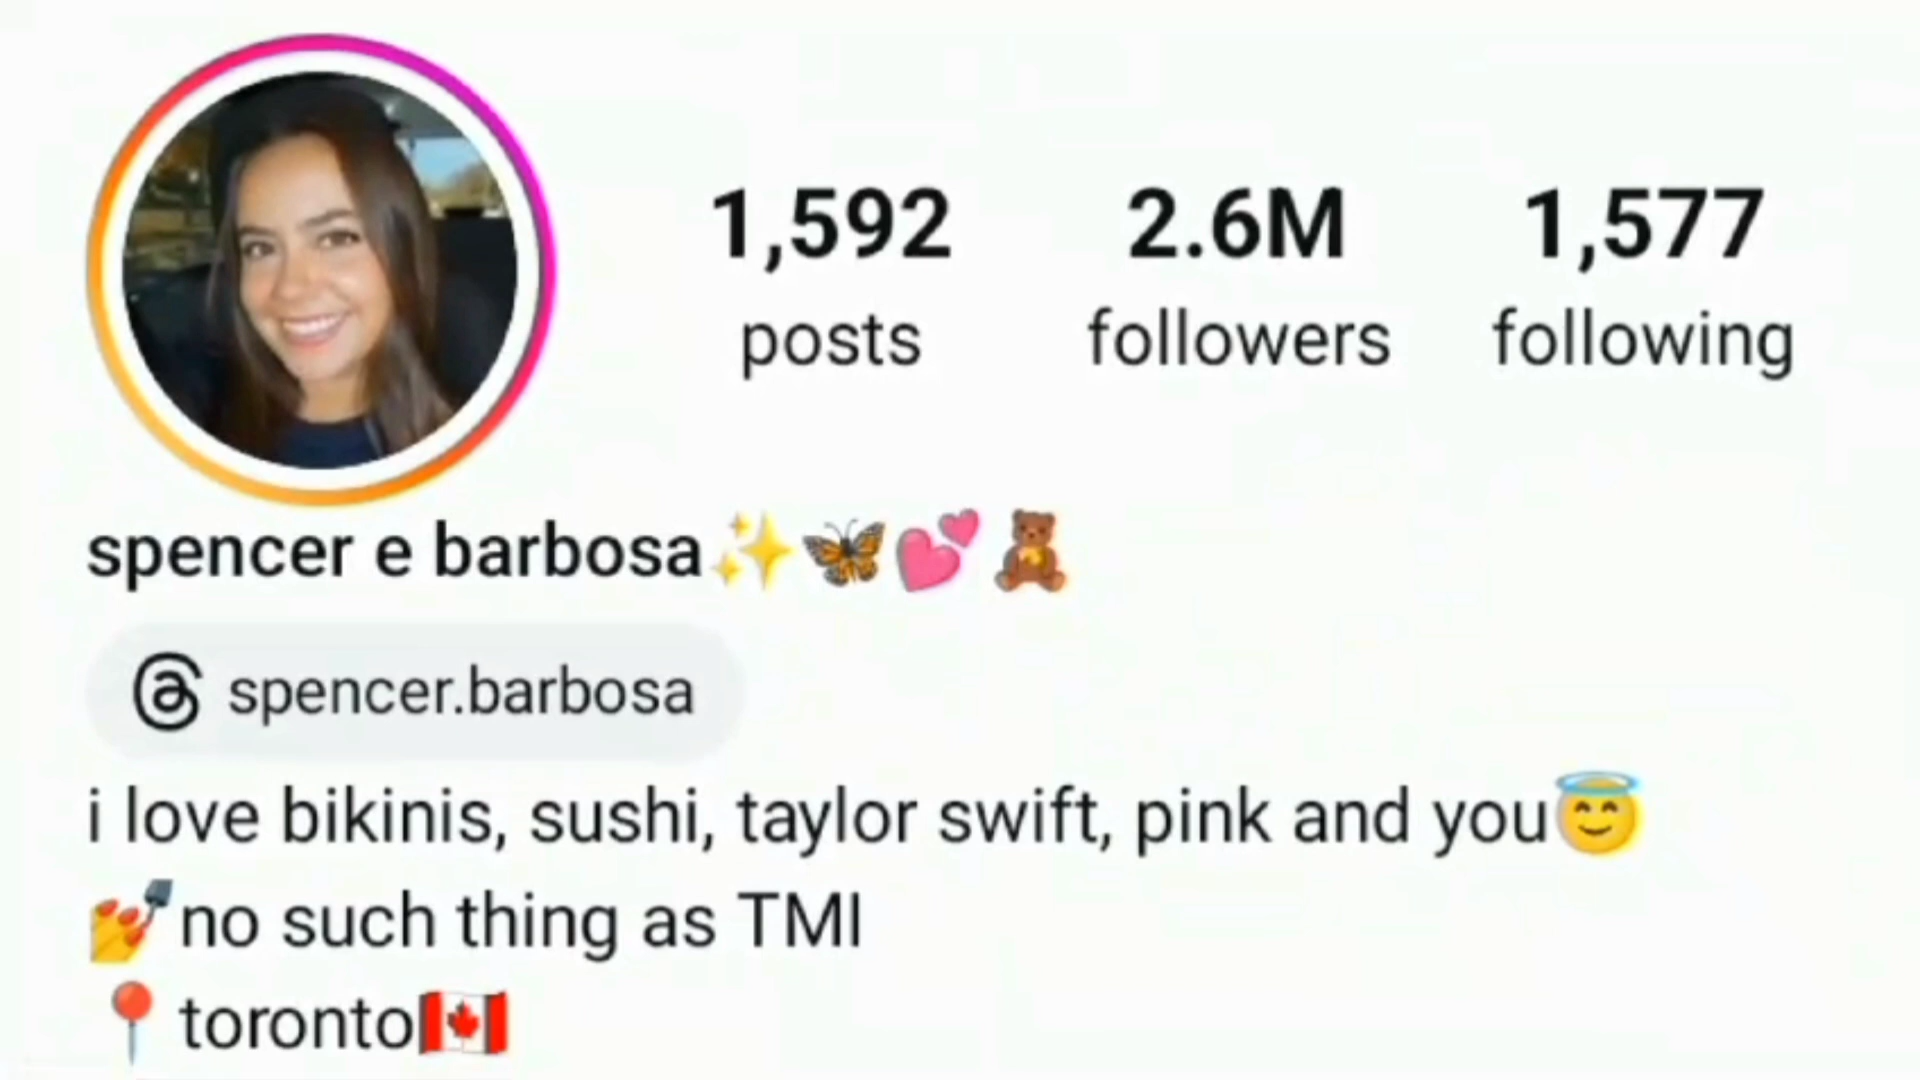 1,592 2.6M 1,577
posts followers following
spencer e barbosa✨🦋💕🧸
spencer.barbosa
i love bikinis, sushi, taylor swift, pink and you😇
💅no such thing as TMI
📍toronto🇨🇦